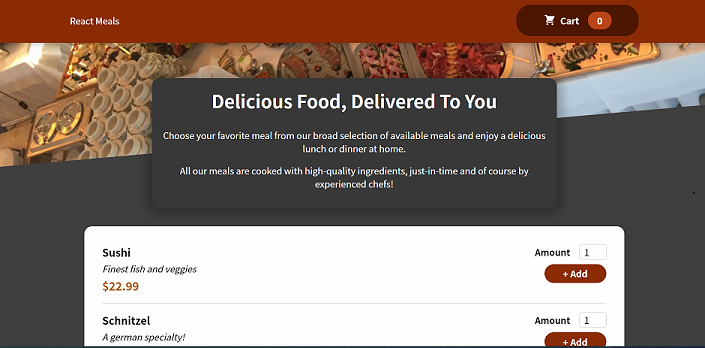 React Meals
Cart 0
Delicious Food, Delivered To You
Choose your favorite meal from our broad selection of available meals and enjoy a delicious
lunch or dinner at home.
All our meals are cooked with high-quality ingredients, just-in-time and of course by
experienced chefs!
Sushi
Finest fish and veggies
$22.99
Amount 1
+ Add
Schnitzel
A german specialty!
Amount 1
+ Add